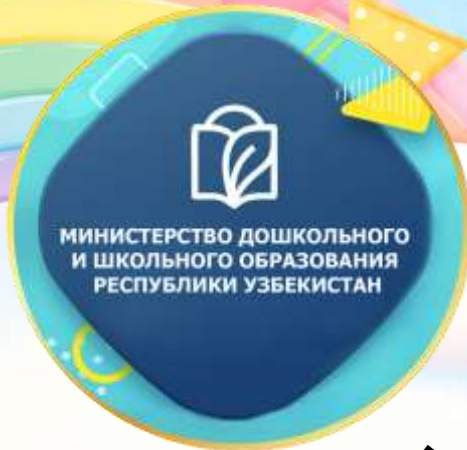 МИНИСТЕРСТВО ДОШКОЛЬНОГО
И ШКОЛЬНОГО ОБРАЗОВАНИЯ
РЕСПУБЛИКИ УЗБЕКИСТАН